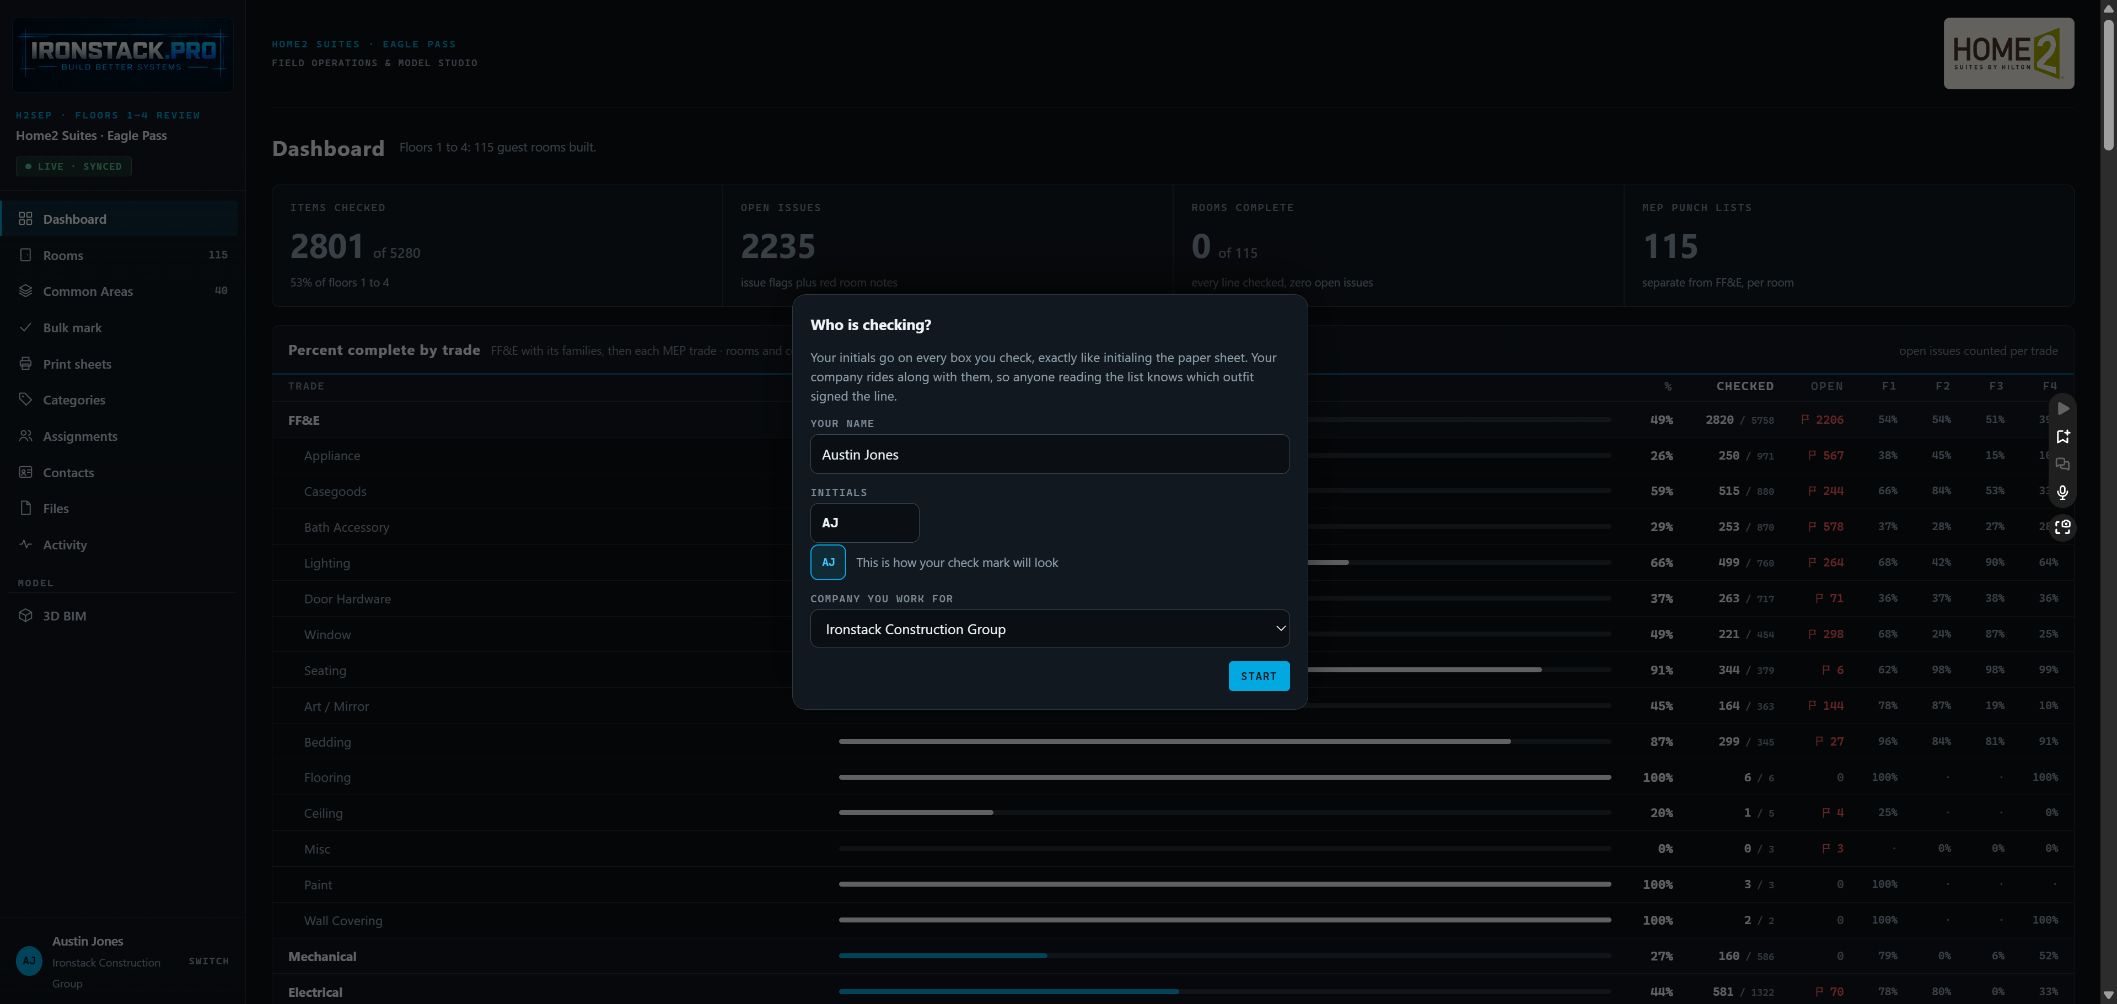 IRONSTACK.PRO
BUILD BETTER SYSTEMS
H2SEP · FLOORS 1-4 REVIEW
Home2 Suites · Eagle Pass
LIVE · SYNCED
Dashboard
Rooms 115
Common Areas 40
Bulk mark
Print sheets
Categories
Assignments
Contacts
Files
Activity
MODEL
3D BIM
AJ
Austin Jones
Ironstack Construction
Group
SWITCH
HOME2 SUITES · EAGLE PASS
FIELD OPERATIONS & MODEL STUDIO
HOME2
SUITES BY HILTON
Dashboard Floors 1 to 4: 115 guest rooms built.
ITEMS CHECKED
2801 of 5280
53% of floors 1 to 4
OPEN ISSUES
2235
issue flags plus red room notes
ROOMS COMPLETE
0 of 115
every line checked, zero open issues
MEP PUNCH LISTS
115
separate from FF&E, per room
Percent complete by trade FF&E with its families, then each MEP trade · rooms and c
open issues counted per trade
TRADE % CHECKED OPEN F1 F2 F3 F4
FF&E 49% 2820 / 5758 2206 54% 54% 51%
Appliance 26% 250 / 971 567 38% 45% 15%
Casegoods 59% 515 / 880 244 66% 84% 53%
Bath Accessory 29% 253 / 870 578 37% 28% 27%
Lighting 66% 499 / 760 264 68% 42% 90% 64%
Door Hardware 37% 263 / 717 71 36% 37% 38% 36%
Window 49% 221 / 454 298 68% 24% 87% 25%
Seating 91% 344 / 379 6 62% 98% 98% 99%
Art / Mirror 45% 164 / 363 144 78% 87% 19% 10%
Bedding 87% 299 / 345 27 96% 84% 81% 91%
Flooring 100% 6 / 6 0 100% · · 100%
Ceiling 20% 1 / 5 4 25% · · 0%
Misc 0% 0 / 3 3 · 0% 0% 0%
Paint 100% 3 / 3 0 100% · · ·
Wall Covering 100% 2 / 2 0 100% · · 100%
Mechanical 27% 160 / 586 0 79% 0% 6% 52%
Electrical 44% 581 / 1322 70 78% 80% 0% 33%
Who is checking?
Your initials go on every box you check, exactly like initialing the paper sheet. Your
company rides along with them, so anyone reading the list knows which outfit
signed the line.
YOUR NAME
Austin Jones
INITIALS
AJ
AJ This is how your check mark will look
COMPANY YOU WORK FOR
Ironstack Construction Group
START